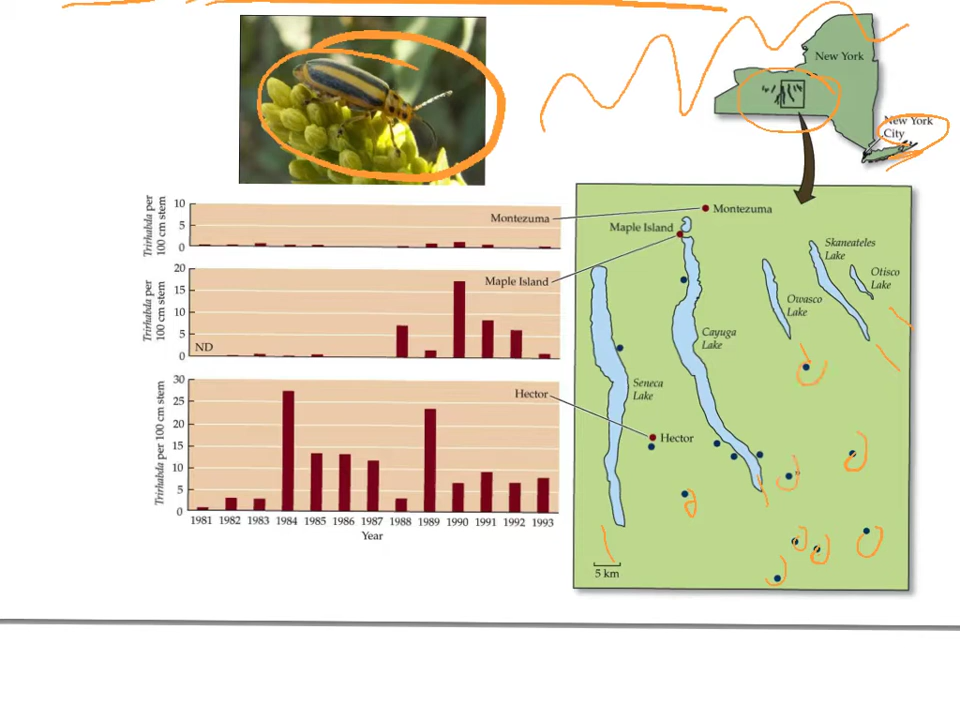 New York
New York
City
10
5
0
Trirhabda per
100 cm stem
Montezuma
20
15
10
5
0
Trirhabda per
100 cm stem
ND
Maple Island
30
25
20
15
10
5
0
Trirhabda per 100 cm stem
Hector
1981 1982 1983 1984 1985 1986 1987 1988 1989 1990 1991 1992 1993
Year
Montezuma
Maple Island
Skaneateles
Lake
Otisco
Lake
Owasco
Lake
Cayuga
Lake
Seneca
Lake
Hector
5 km